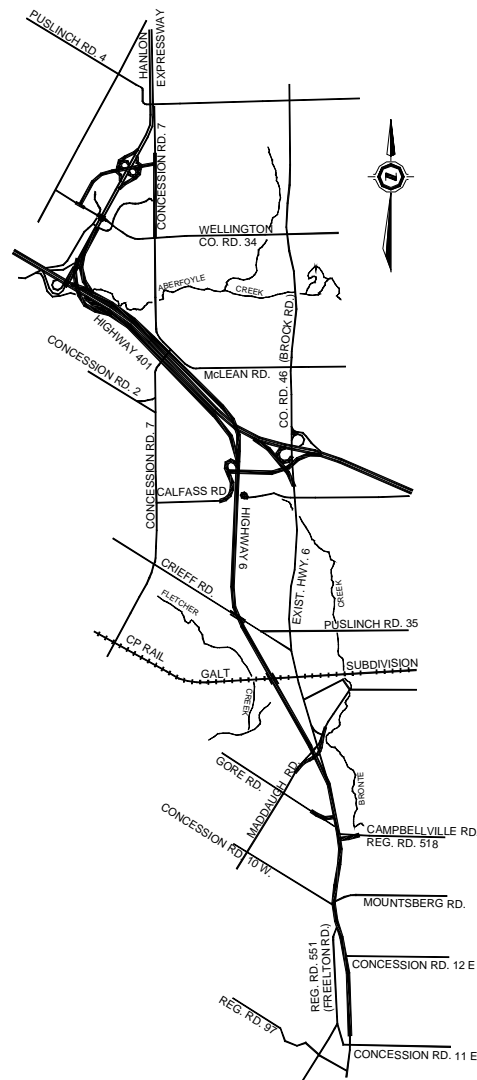 PUSLINCH RD. 4
HANLON
EXPRESSWAY
CONCESSION RD. 7
WELLINGTON
CO. RD. 34
ABERFOYLE
CREEK
HIGHWAY 401
CO. RD. 46 (BROCK RD.)
CONCESSION RD. 2
McLEAN RD.
CONCESSION RD. 7
CALFASS RD
HIGHWAY 6
EXIST. HWY. 6
CRIEFF RD.
CREEK
FLETCHER
PUSLINCH RD. 35
CP RAIL
GALT
SUBDIVISION
CREEK
GORE RD.
MADDAUGH RD.
BRONTE
CONCESSION RD. 10 W.
CAMPBELLVILLE RD
REG. RD. 518
MOUNTSBERG RD.
REG. RD. 551
(FREELTON RD.)
CONCESSION RD. 12 E
REG. RD. 97
CONCESSION RD. 11 E